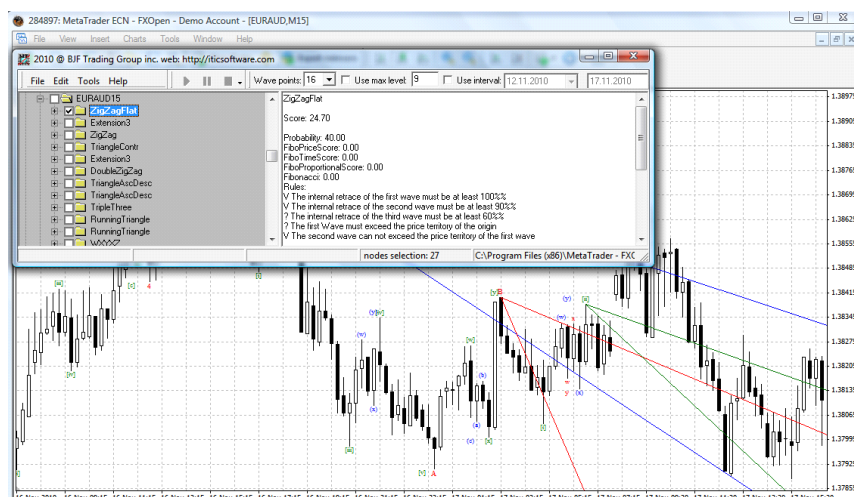 284897: MetaTrader ECN - FXOpen - Demo Account - [EURAUD,M15]
File View Insert Charts Tools Window Help
2010 @ BJF Trading Group inc. web: http://iticsoftware.com
File Edit Tools Help Wave points: 16 Use max level: 9 Use interval: 12.11.2010 17.11.2010
EURAUD15
ZigZagFlat
Extension3
ZigZag
TriangleContr
Extension3
DoubleZigZag
TriangleAscDesc
TriangleAscDesc
TripleThree
RunningTriangle
RunningTriangle
ZigZagFlat
Score: 24.70
Probability: 40.00
FiboPriceScore: 0.00
FiboTimeScore: 0.00
FiboProportionalScore: 0.00
Fibonacci: 0.00
Rules:
V The internal retrace of the first wave must be at least 100%%
V The internal retrace of the second wave must be at least 90%%
? The internal retrace of the third wave must be at least 60%%
? The first Wave must exceed the price territory of the origin
V The second wave can not exceed the price territory of the first wave
nodes selection: 27 C:\Program Files (x86)\MetaTrader - FXC
1.38975
1.38905
1.38835
1.38765
1.38695
1.38625
1.38555
1.38485
1.38415
1.38345
1.38275
1.38205
1.38135
1.38065
1.37995
1.37925
1.37855
4
(w)
(x)
(b)
(a)
(c)
A
B
(y)
(w)
x
w
y
(x)